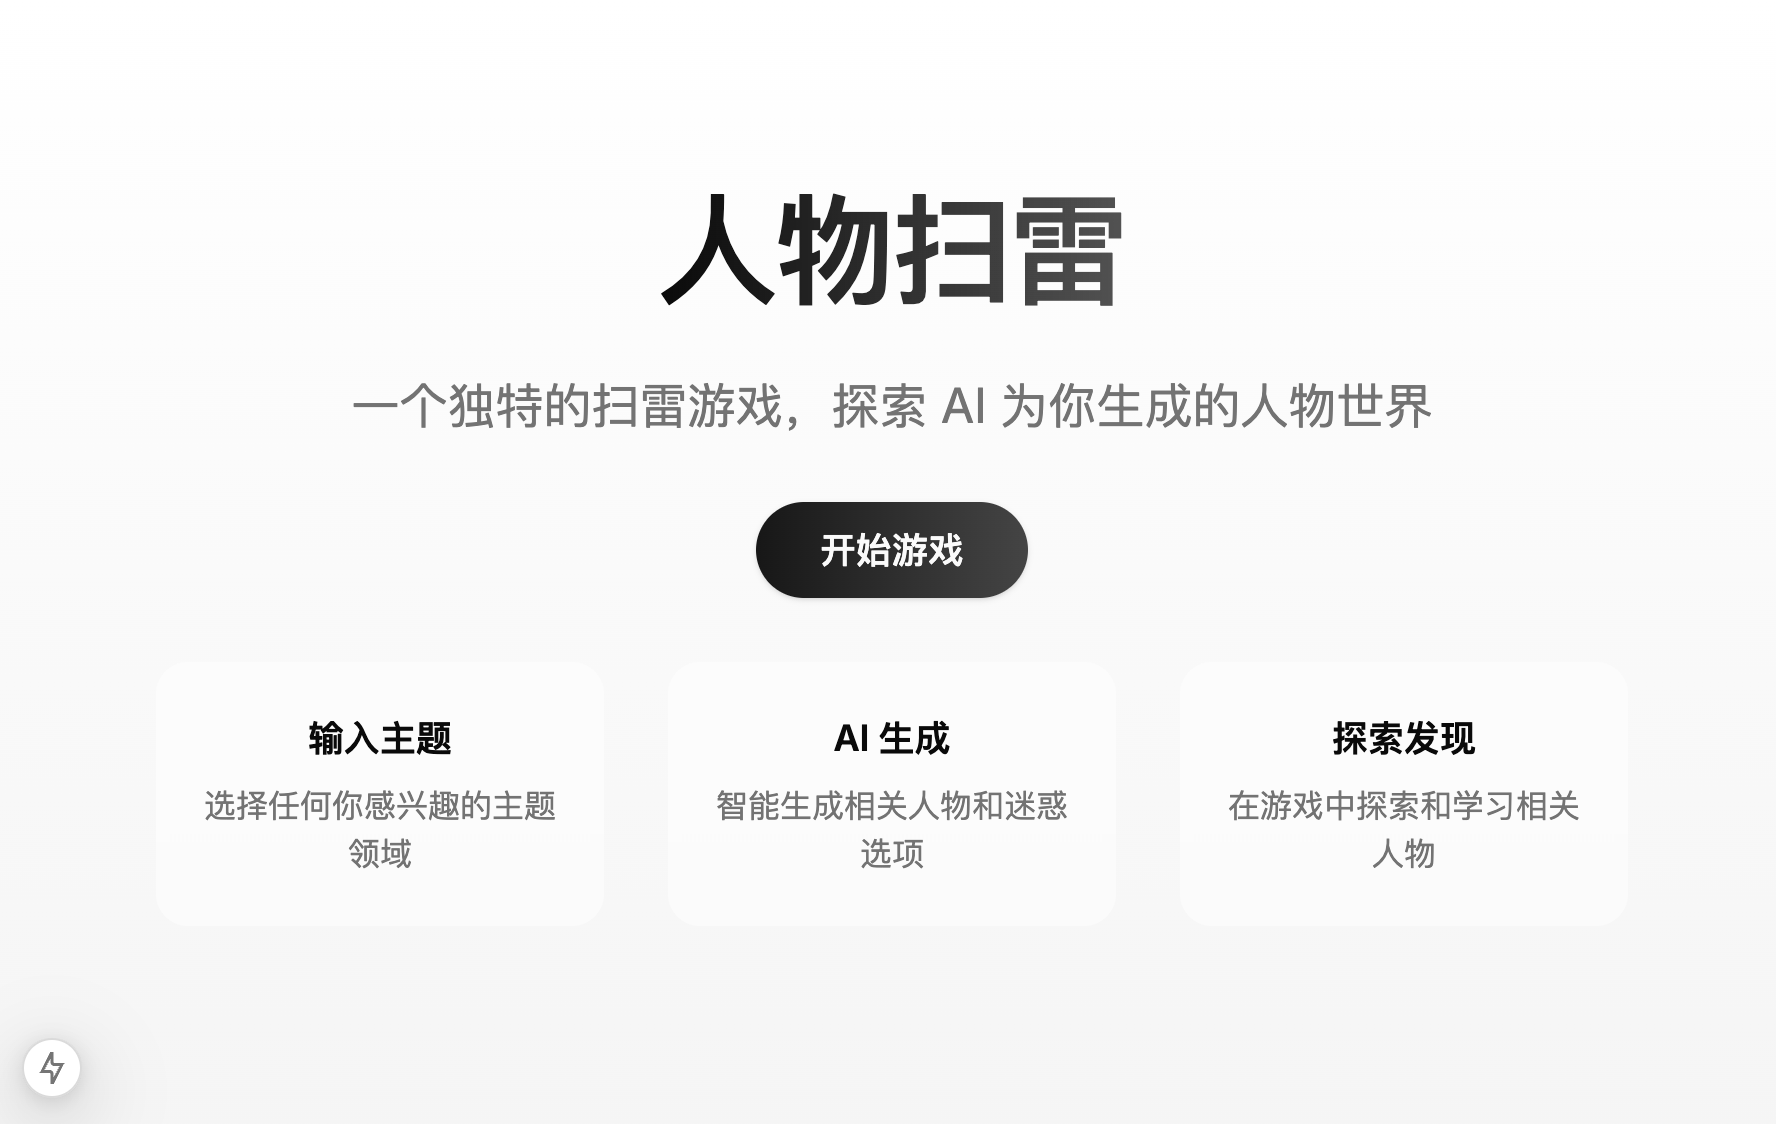 人物扫雷
一个独特的扫雷游戏，探索 AI 为你生成的人物世界
开始游戏
输入主题
选择任何你感兴趣的主题
领域
AI 生成
智能生成相关人物和迷惑
选项
探索发现
在游戏中探索和学习相关
人物